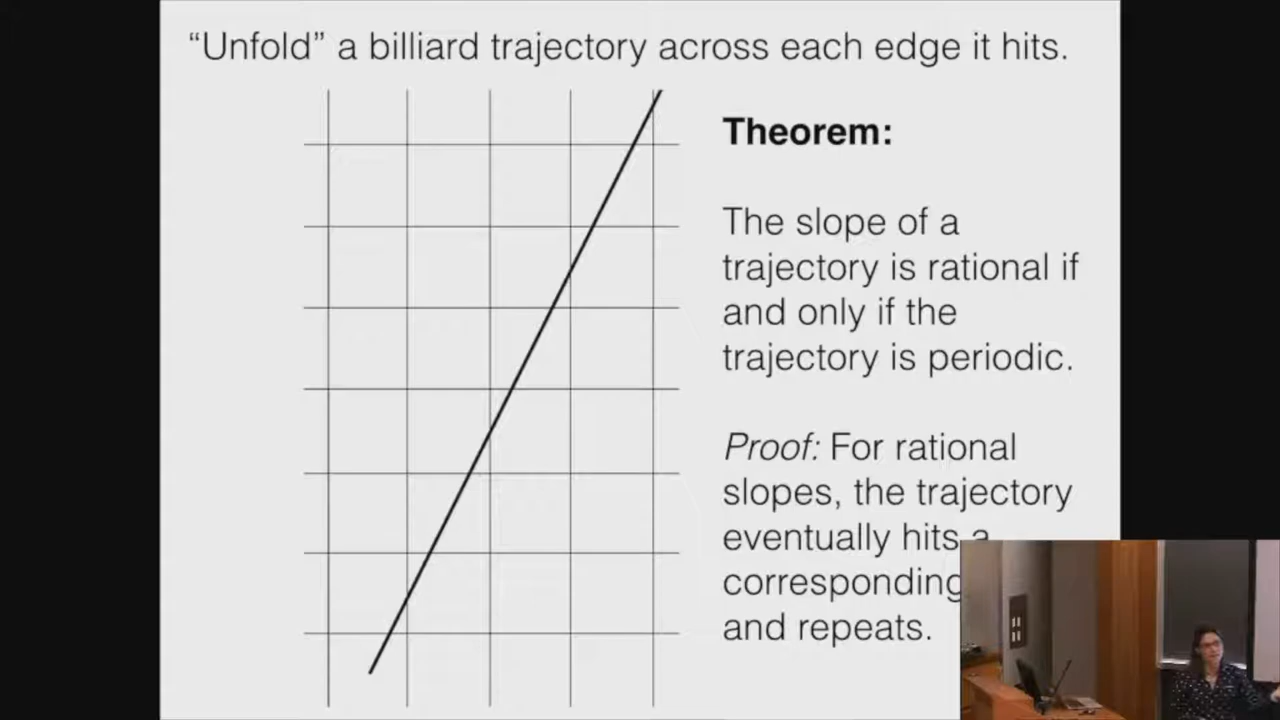 “Unfold” a billiard trajectory across each edge it hits.
Theorem:
The slope of a
trajectory is rational if
and only if the
trajectory is periodic.
Proof: For rational
slopes, the trajectory
eventually hits a
corresponding
and repeats.